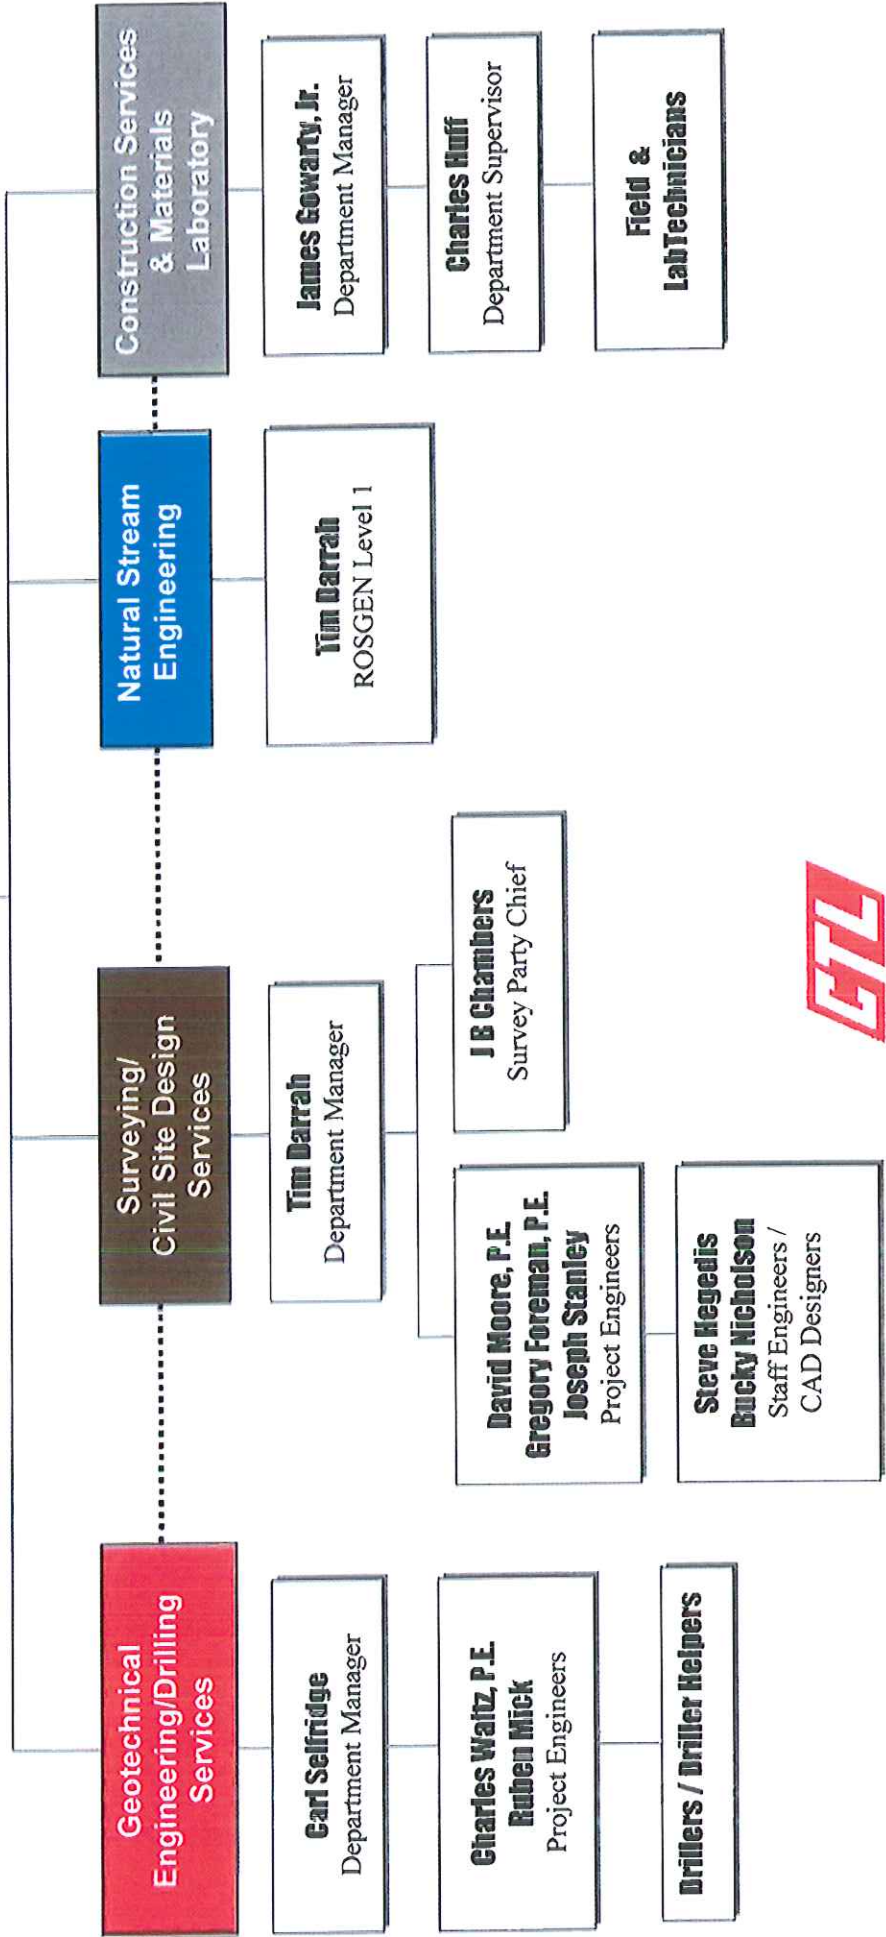 Geotechnical
Engineering/Drilling
Services
Carl Selfridge
Department Manager
Charles Waltz, P.E.
Ruben Mick
Project Engineers
Drillers / Driller Helpers
Surveying/
Civil Site Design
Services
Tim Darrah
Department Manager
David Moore, P.E.
Gregory Foreman, P.E.
Joseph Stanley
Project Engineers
Steve Hegedis
Bucky Nicholson
Staff Engineers /
CAD Designers
J B Chambers
Survey Party Chief
Natural Stream
Engineering
Tim Darrah
ROSGEN Level 1
Construction Services
& Materials
Laboratory
James Gowarty, Jr.
Department Manager
Charles Huff
Department Supervisor
Field &
LabTechnicians
CTL